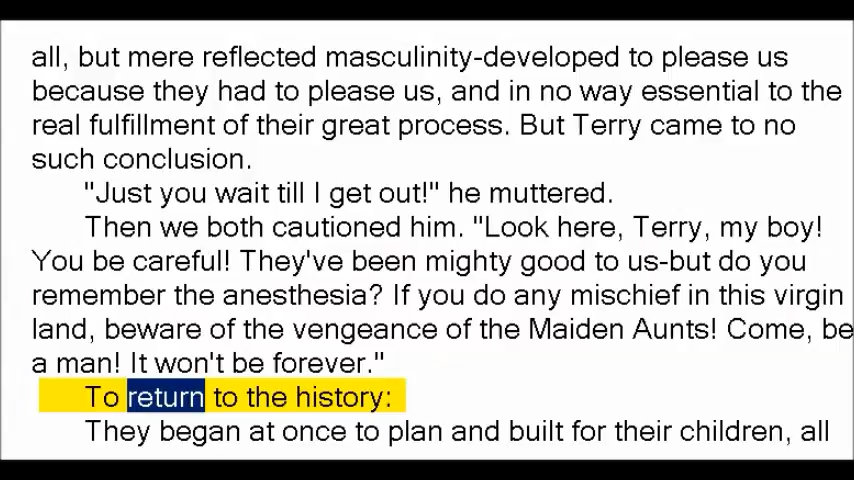 all, but mere reflected masculinity-developed to please us
because they had to please us, and in no way essential to the
real fulfillment of their great process. But Terry came to no
such conclusion.
"Just you wait till I get out!" he muttered.
Then we both cautioned him. "Look here, Terry, my boy!
You be careful! They've been mighty good to us-but do you
remember the anesthesia? If you do any mischief in this virgin
land, beware of the vengeance of the Maiden Aunts! Come, be
a man! It won't be forever."
To return to the history:
They began at once to plan and built for their children, all